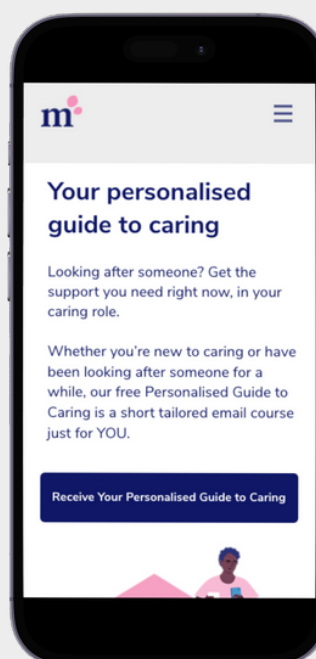 m
Your personalised
guide to caring
Looking after someone? Get the
support you need right now, in your
caring role.
Whether you’re new to caring or have
been looking after someone for a
while, our free Personalised Guide to
Caring is a short tailored email course
just for YOU.
Receive Your Personalised Guide to Caring